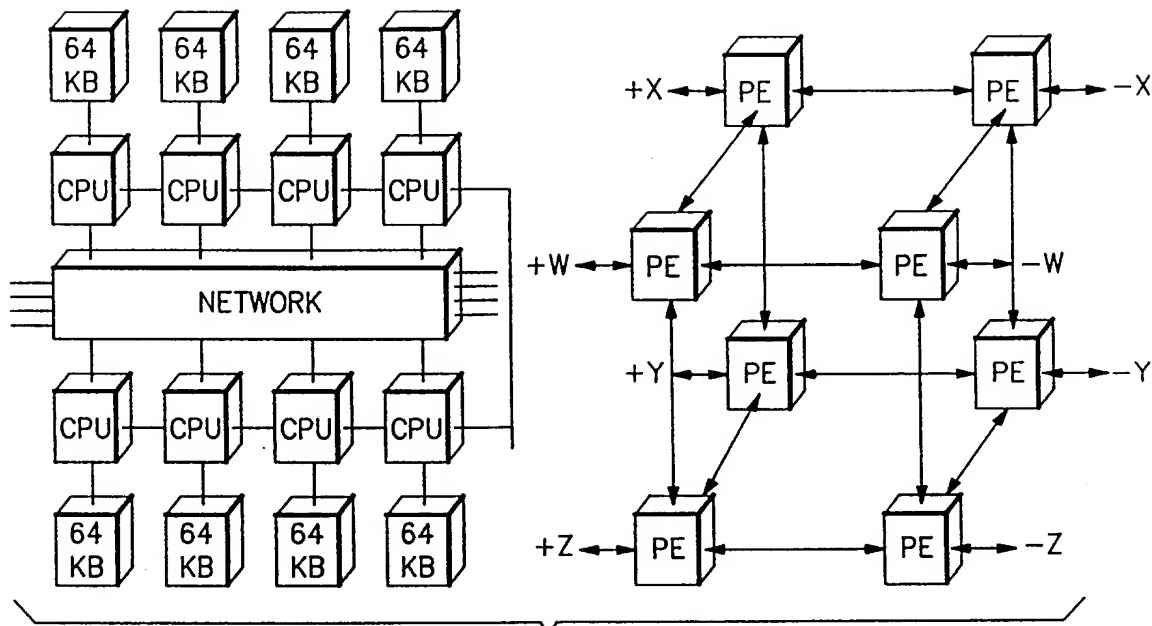 64 KB 64 KB 64 KB 64 KB
CPU CPU CPU CPU
NETWORK
CPU CPU CPU CPU
64 KB 64 KB 64 KB 64 KB
+X PE PE -X
+W PE PE -W
+Y PE PE -Y
+Z PE PE -Z